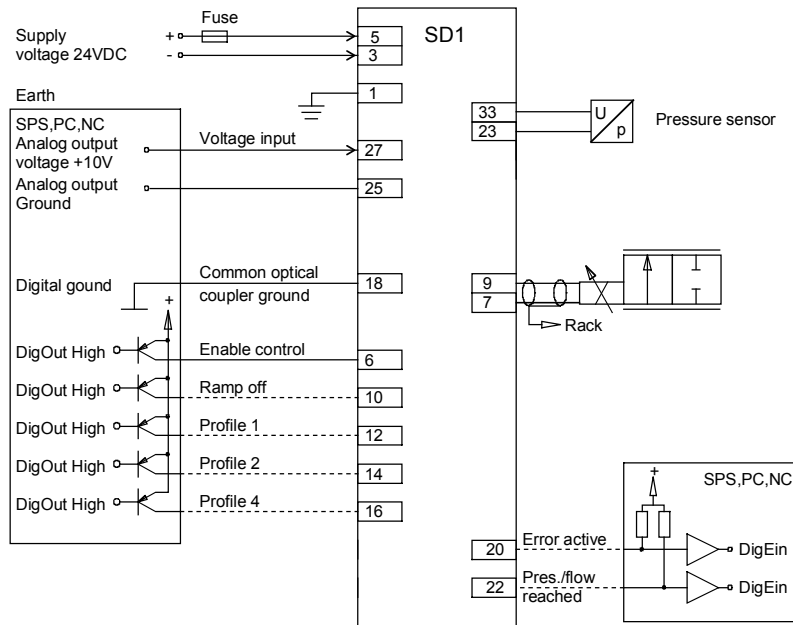 Fuse
Supply
voltage 24VDC
+
-
5
3
SD1
Earth
1
SPS,PC,NC
Analog output
voltage +10V
Voltage input
27
Analog output
Ground
25
33
23
U
p
Pressure sensor
Digital gound
Common optical
coupler ground
18
+
9
7
Rack
DigOut High
Enable control
6
DigOut High
Ramp off
10
DigOut High
Profile 1
12
DigOut High
Profile 2
14
DigOut High
Profile 4
16
SPS,PC,NC
+
20
Error active
DigEin
22
Pres./flow
reached
DigEin